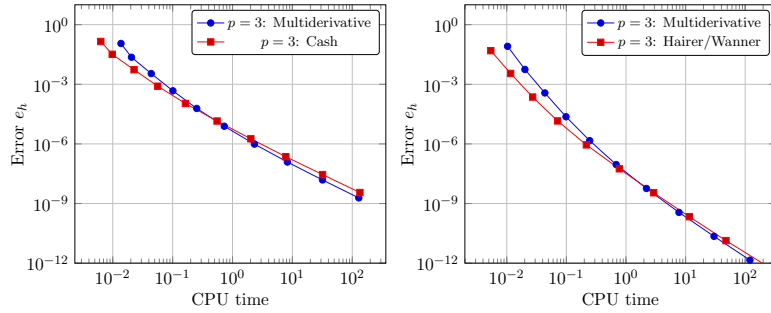 10^0
10^{-3}
10^{-6}
10^{-9}
10^{-12}
Error e_h
p = 3: Multiderivative
p = 3: Cash
10^{-2} 10^{-1} 10^0 10^1 10^2
CPU time
10^0
10^{-3}
10^{-6}
10^{-9}
10^{-12}
Error e_h
p = 3: Multiderivative
p = 3: Hairer/Wanner
10^{-2} 10^{-1} 10^0 10^1 10^2
CPU time